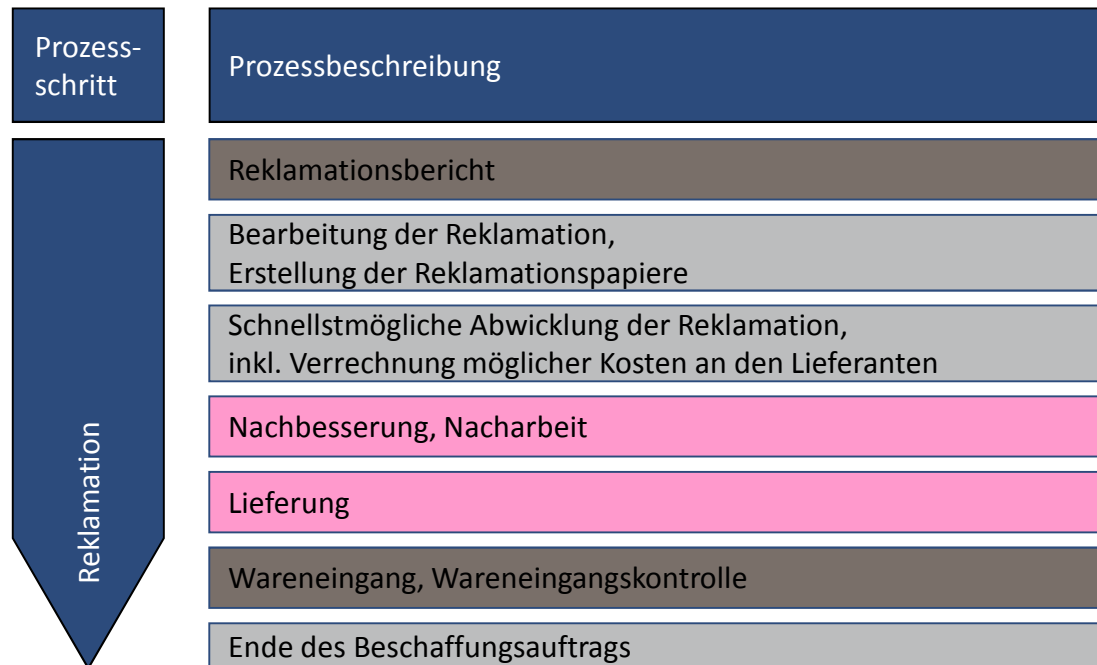 Prozess-
schritt
Prozessbeschreibung
Reklamation
Reklamationsbericht
Bearbeitung der Reklamation,
Erstellung der Reklamationspapiere
Schnellstmögliche Abwicklung der Reklamation,
inkl. Verrechnung möglicher Kosten an den Lieferanten
Nachbesserung, Nacharbeit
Lieferung
Wareneingang, Wareneingangskontrolle
Ende des Beschaffungsauftrags